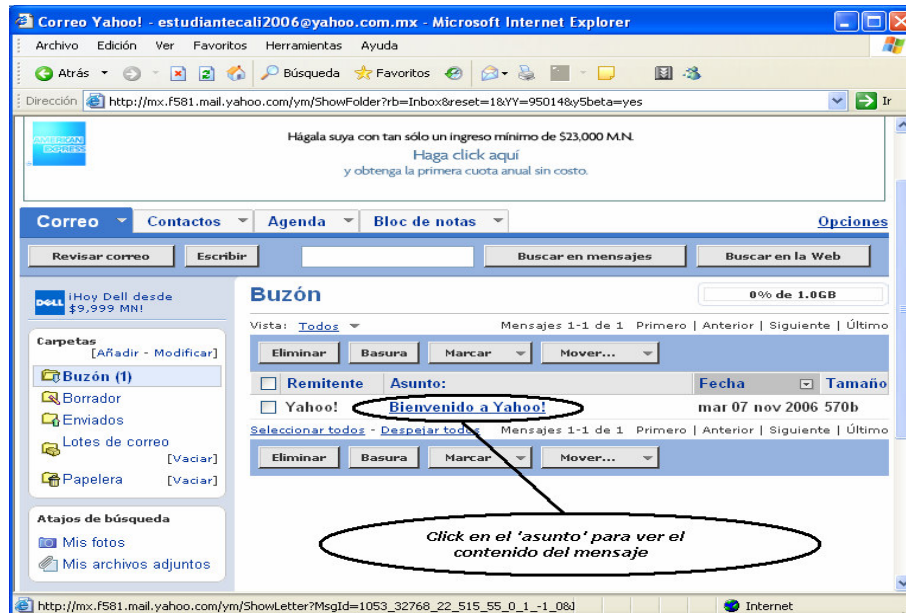 Correo Yahoo! - estudiantecali2006@yahoo.com.mx - Microsoft Internet Explorer
Archivo Edición Ver Favoritos Herramientas Ayuda
Atrás Búsqueda Favoritos
Dirección http://mx.f581.mail.yahoo.com/ym/ShowFolder?rb=Inbox&reset=1&YY=95014&y5beta=yes Ir
AMERICAN EXPRESS
Hágala suya con tan sólo un ingreso mínimo de $23,000 M.N.
Haga click aquí
y obtenga la primera cuota anual sin costo.
Correo Contactos Agenda Bloc de notas Opciones
Revisar correo Escribir Buscar en mensajes Buscar en la Web
DELL ¡Hoy Dell desde
$9,999 MN!
Carpetas
[Añadir - Modificar]
Buzón (1)
Borrador
Enviados
Lotes de correo
[Vaciar]
Papelera [Vaciar]
Atajos de búsqueda
Mis fotos
Mis archivos adjuntos
Buzón 0% de 1.0GB
Vista: Todos Mensajes 1-1 de 1 Primero | Anterior | Siguiente | Último
Eliminar Basura Marcar Mover...
Remitente Asunto: Fecha Tamaño
Yahoo! Bienvenido a Yahoo! mar 07 nov 2006 570b
Seleccionar todos - Despejar todos Mensajes 1-1 de 1 Primero | Anterior | Siguiente | Último
Eliminar Basura Marcar Mover...
Click en el 'asunto' para ver el
contenido del mensaje
http://mx.f581.mail.yahoo.com/ym/ShowLetter?MsgId=1053_32768_22_515_55_0_1_-1_0& Internet